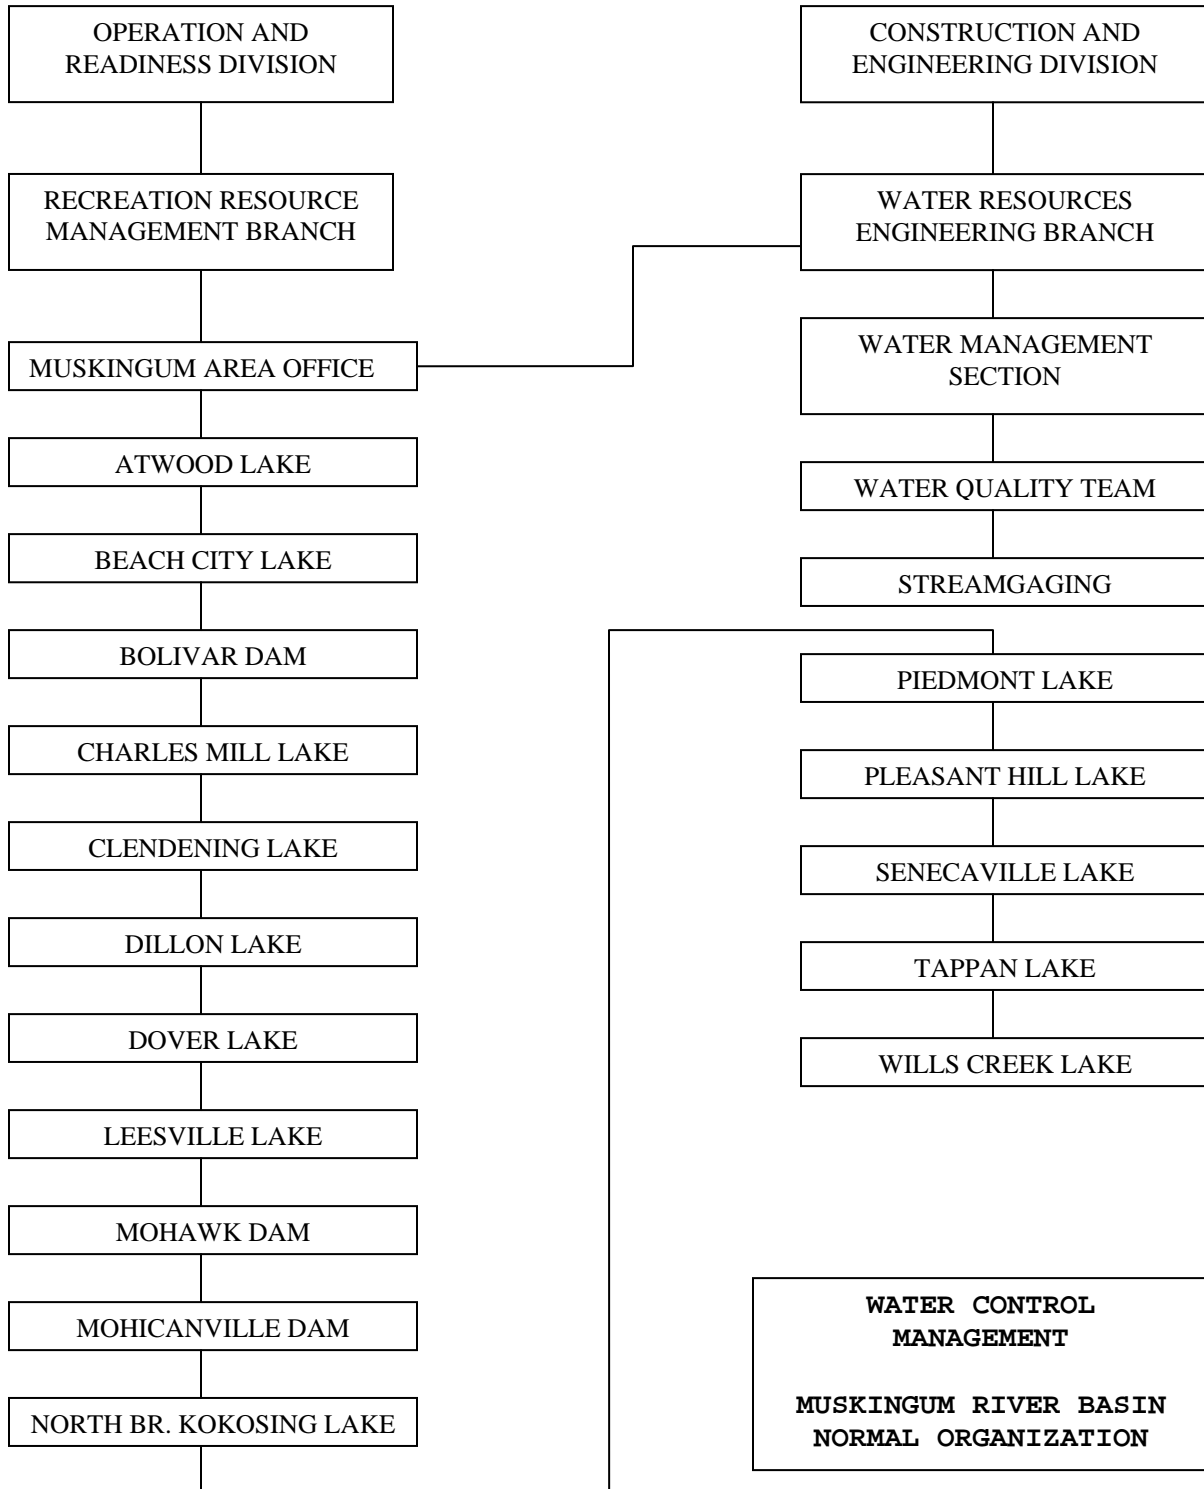 OPERATION AND
READINESS DIVISION
RECREATION RESOURCE
MANAGEMENT BRANCH
MUSKINGUM AREA OFFICE
ATWOOD LAKE
BEACH CITY LAKE
BOLIVAR DAM
CHARLES MILL LAKE
CLENDENING LAKE
DILLON LAKE
DOVER LAKE
LEESVILLE LAKE
MOHAWK DAM
MOHICANVILLE DAM
NORTH BR. KOKOSING LAKE
CONSTRUCTION AND
ENGINEERING DIVISION
WATER RESOURCES
ENGINEERING BRANCH
WATER MANAGEMENT
SECTION
WATER QUALITY TEAM
STREAMGAGING
PIEDMONT LAKE
PLEASANT HILL LAKE
SENECAVILLE LAKE
TAPPAN LAKE
WILLS CREEK LAKE
WATER CONTROL
MANAGEMENT
MUSKINGUM RIVER BASIN
NORMAL ORGANIZATION